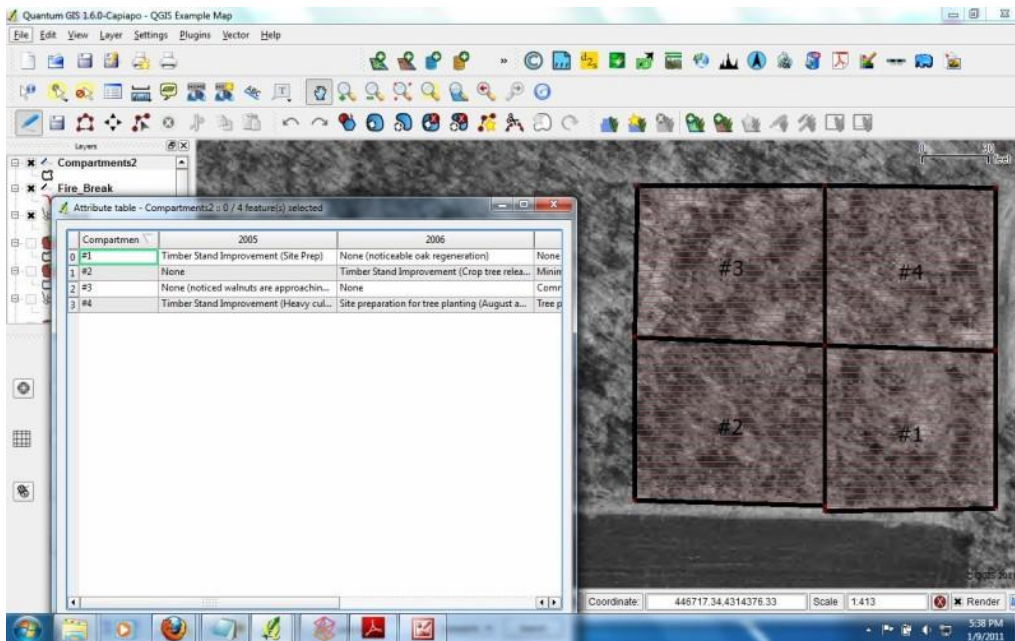 Quantum GIS 1.6.0-Capiapo - QGIS Example Map
File Edit View Layer Settings Plugins Vector Help
Layers
Compartments2
Fire_Break
Attribute table - Compartments2 :: 0 / 4 feature(s) selected
Compartmen 2005 2006
0 #1 Timber Stand Improvement (Site Prep) None (noticeable oak regeneration) None
1 #2 None Timber Stand Improvement (Crop tree relea... Minin
2 #3 None (noticed walnuts are approachin... None Comr
3 #4 Timber Stand Improvement (Heavy cul... Site preparation for tree planting (August a... Tree p
0 30
feet
#3 #4
#2 #1
Coordinate: 446717.34,4314376.33 Scale 1:413 Render
5:38 PM
1/9/2011